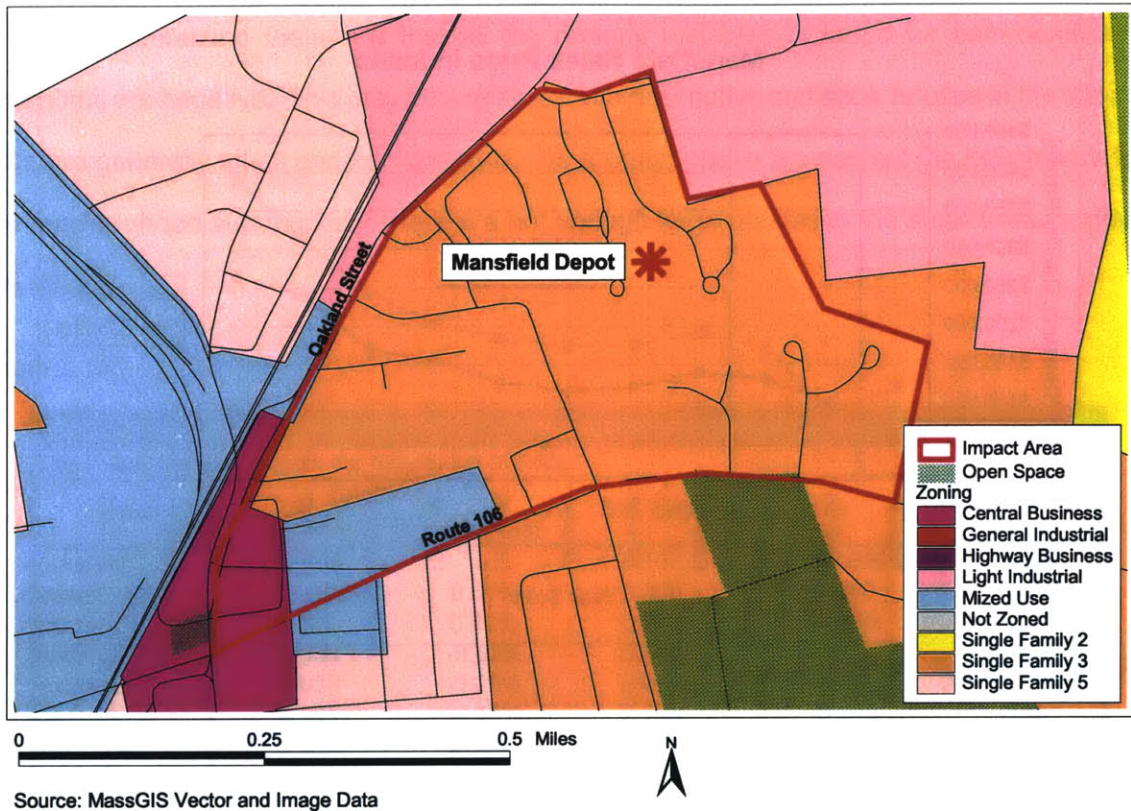 Oakland Street
Mansfield Depot
Route 106
Impact Area
Open Space
Zoning
Central Business
General Industrial
Highway Business
Light Industrial
Mized Use
Not Zoned
Single Family 2
Single Family 3
Single Family 5
0 0.25 0.5 Miles
N
Source: MassGIS Vector and Image Data